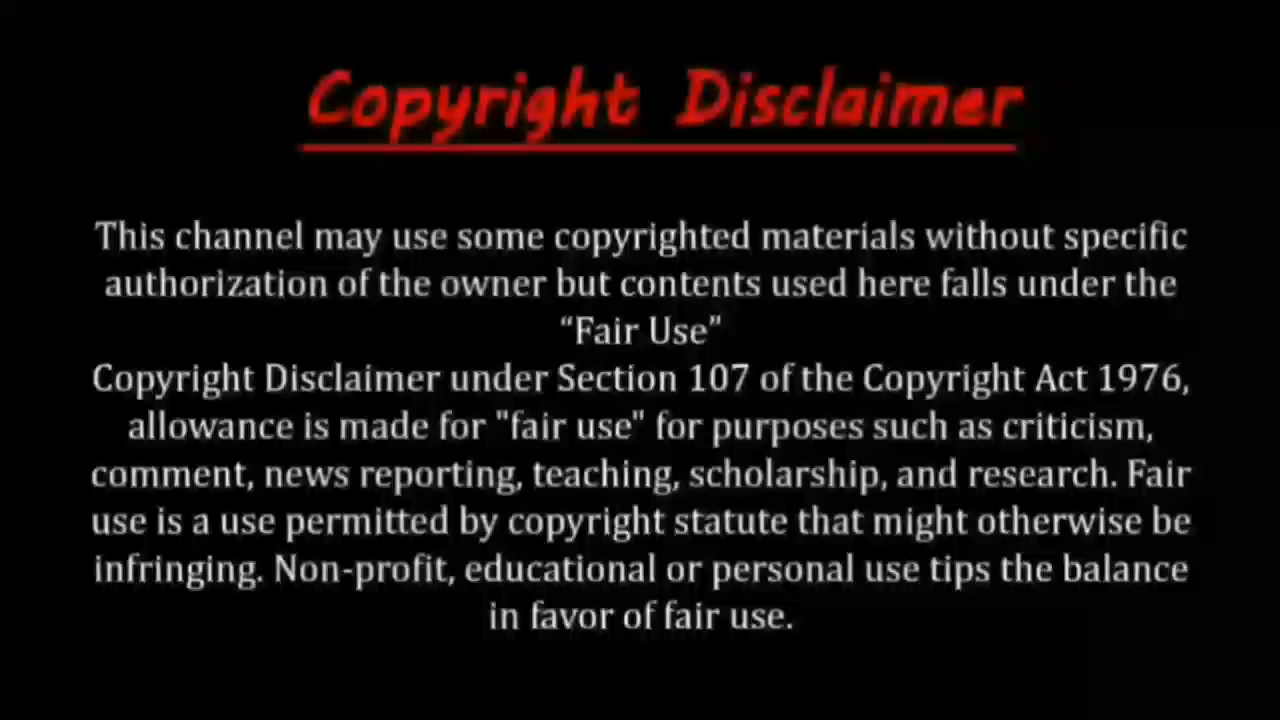 Copyright Disclaimer
This channel may use some copyrighted materials without specific
authorization of the owner but contents used here falls under the
“Fair Use”
Copyright Disclaimer under Section 107 of the Copyright Act 1976,
allowance is made for "fair use" for purposes such as criticism,
comment, news reporting, teaching, scholarship, and research. Fair
use is a use permitted by copyright statute that might otherwise be
infringing. Non-profit, educational or personal use tips the balance
in favor of fair use.